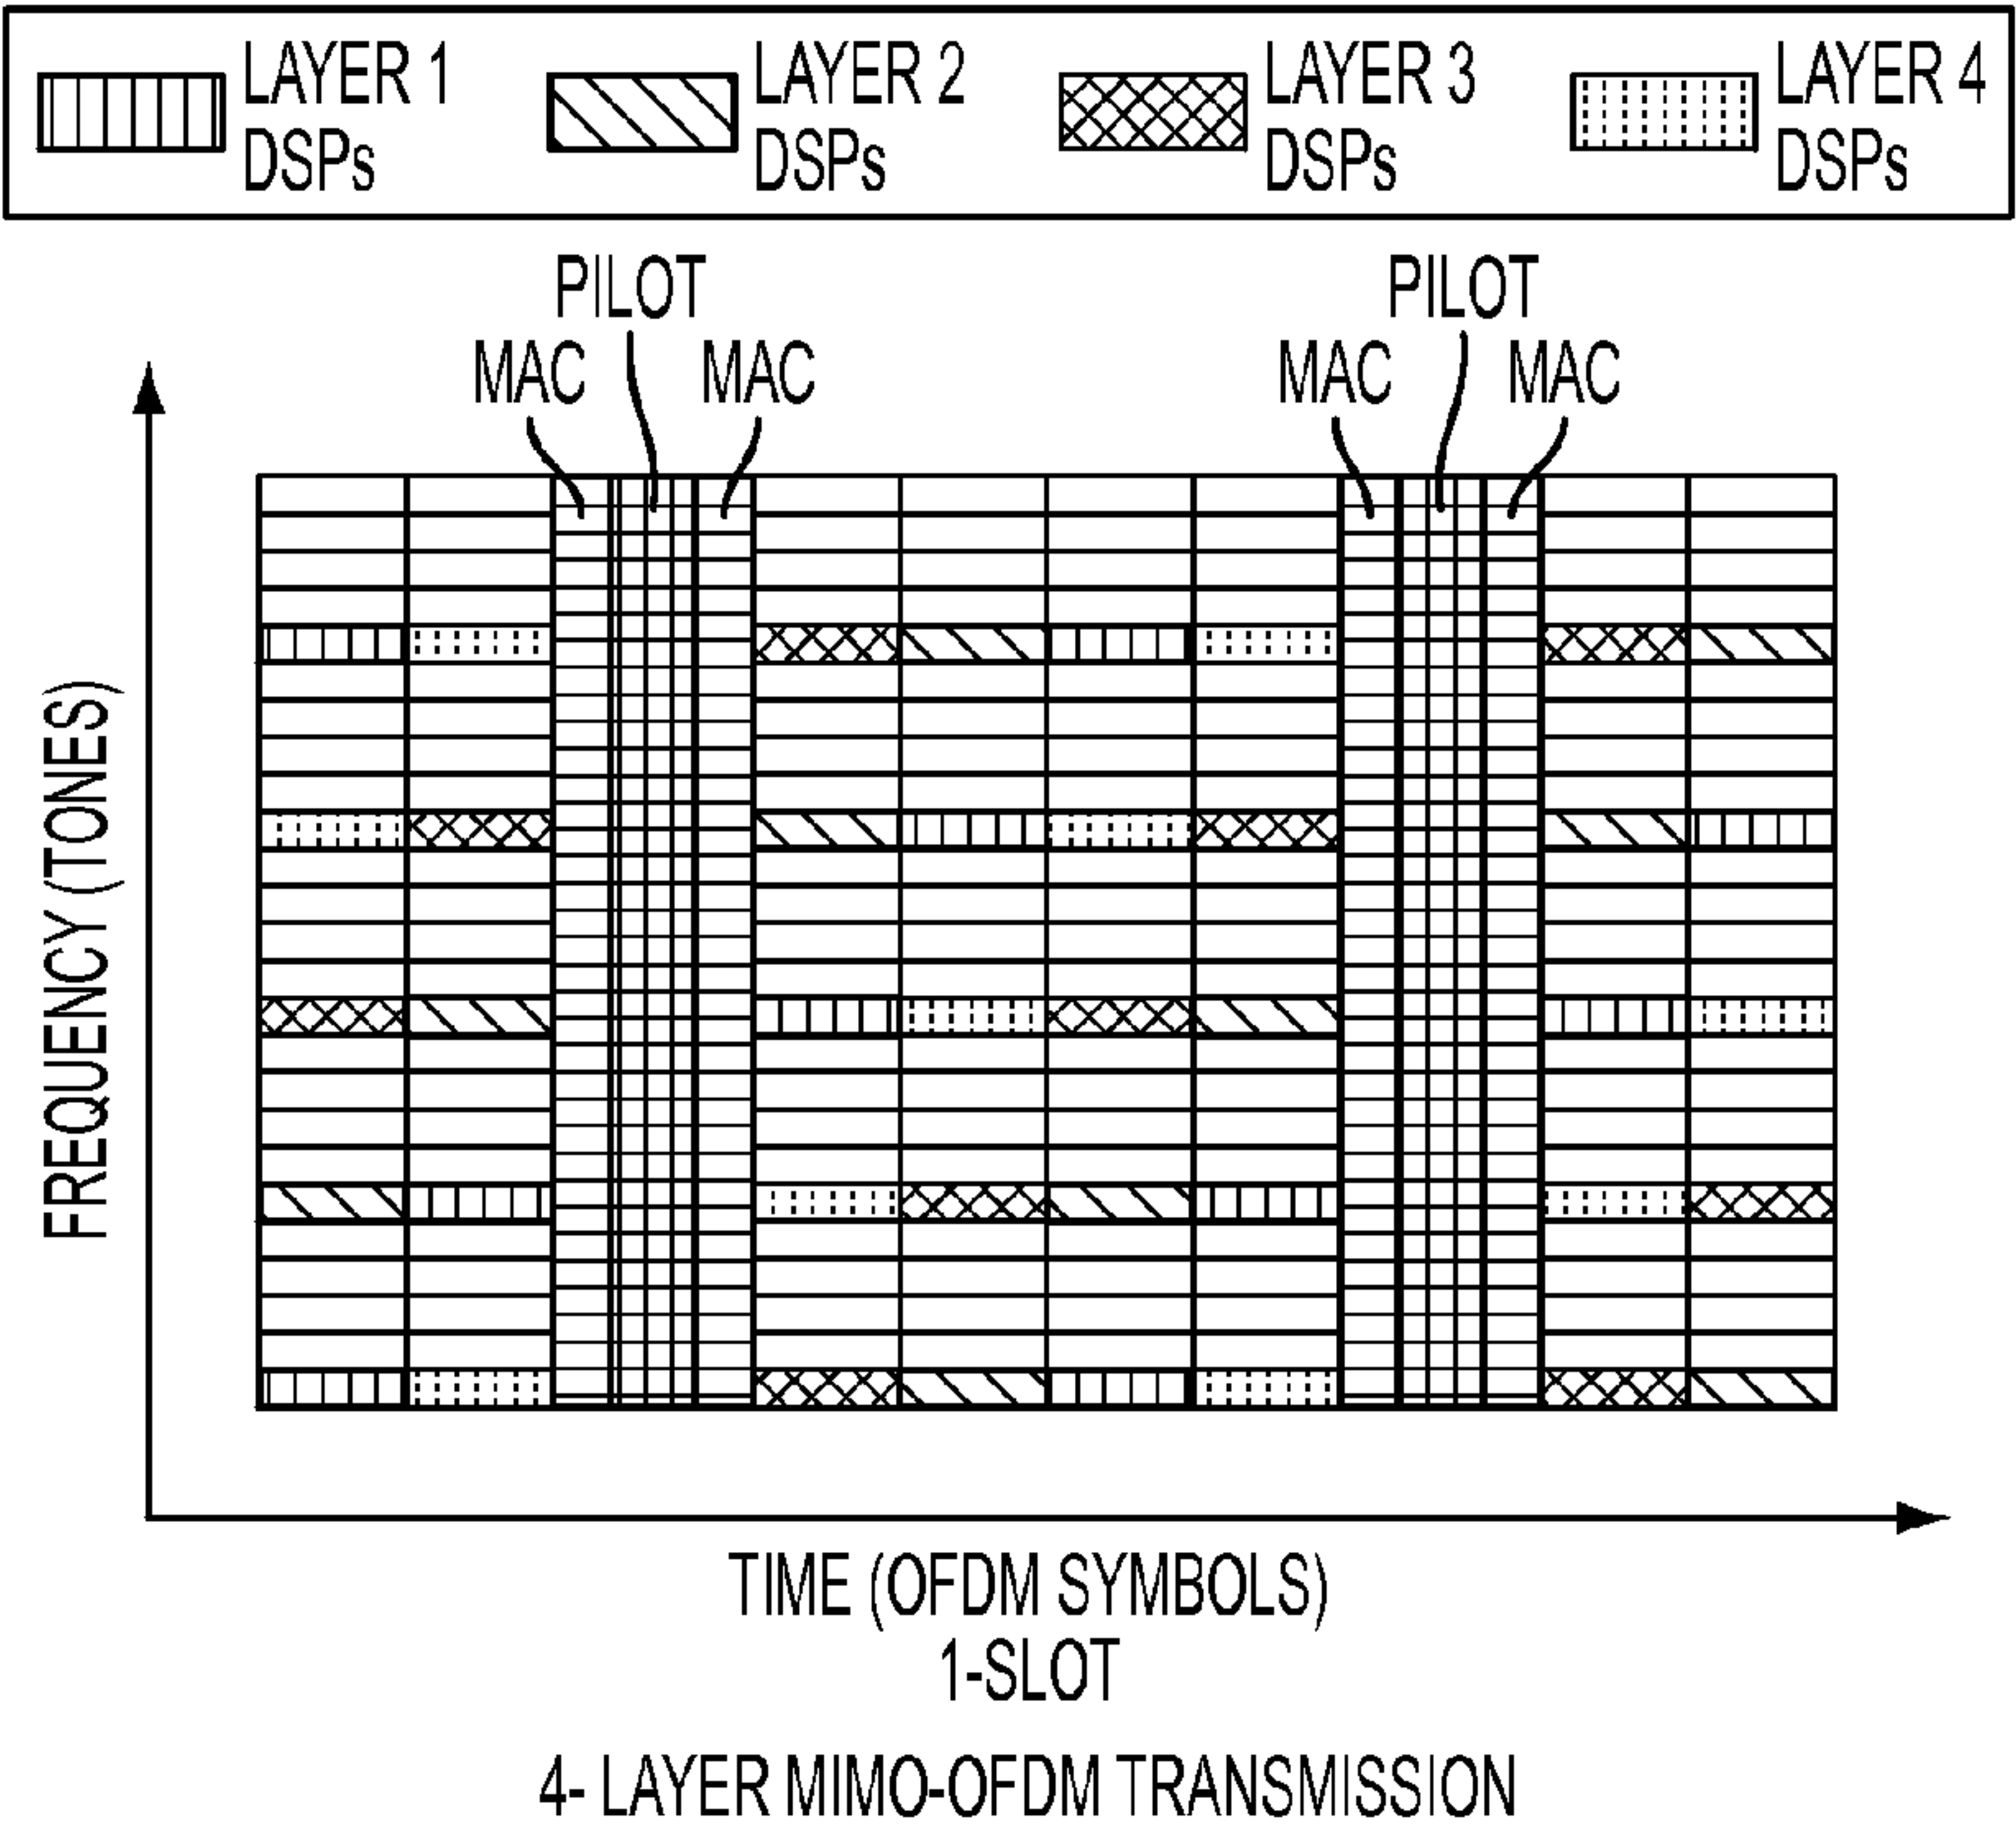 LAYER 1
DSPs
LAYER 2
DSPs
LAYER 3
DSPs
LAYER 4
DSPs
PILOT
PILOT
MAC
MAC
MAC
MAC
FREQUENCY (TONES)
TIME (OFDM SYMBOLS)
1-SLOT
4- LAYER MIMO-OFDM TRANSMISSION